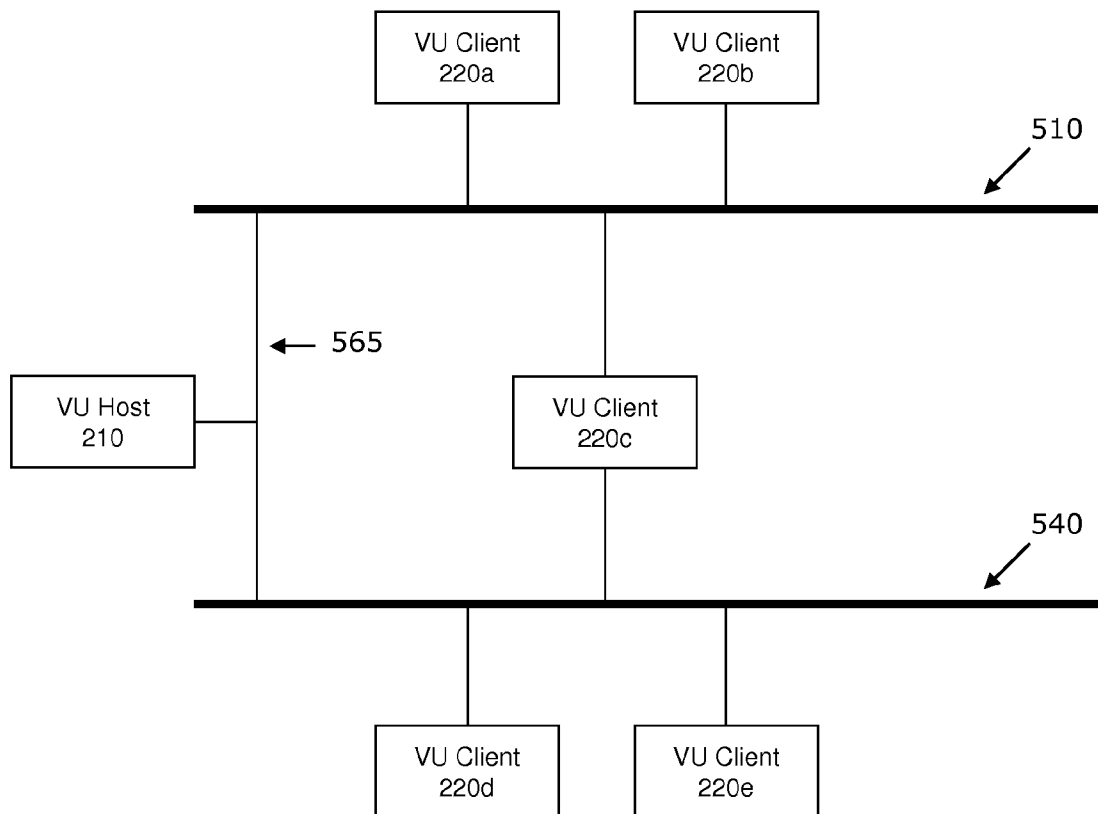 VU Client
220a
VU Client
220b
510
565
VU Host
210
VU Client
220c
540
VU Client
220d
VU Client
220e